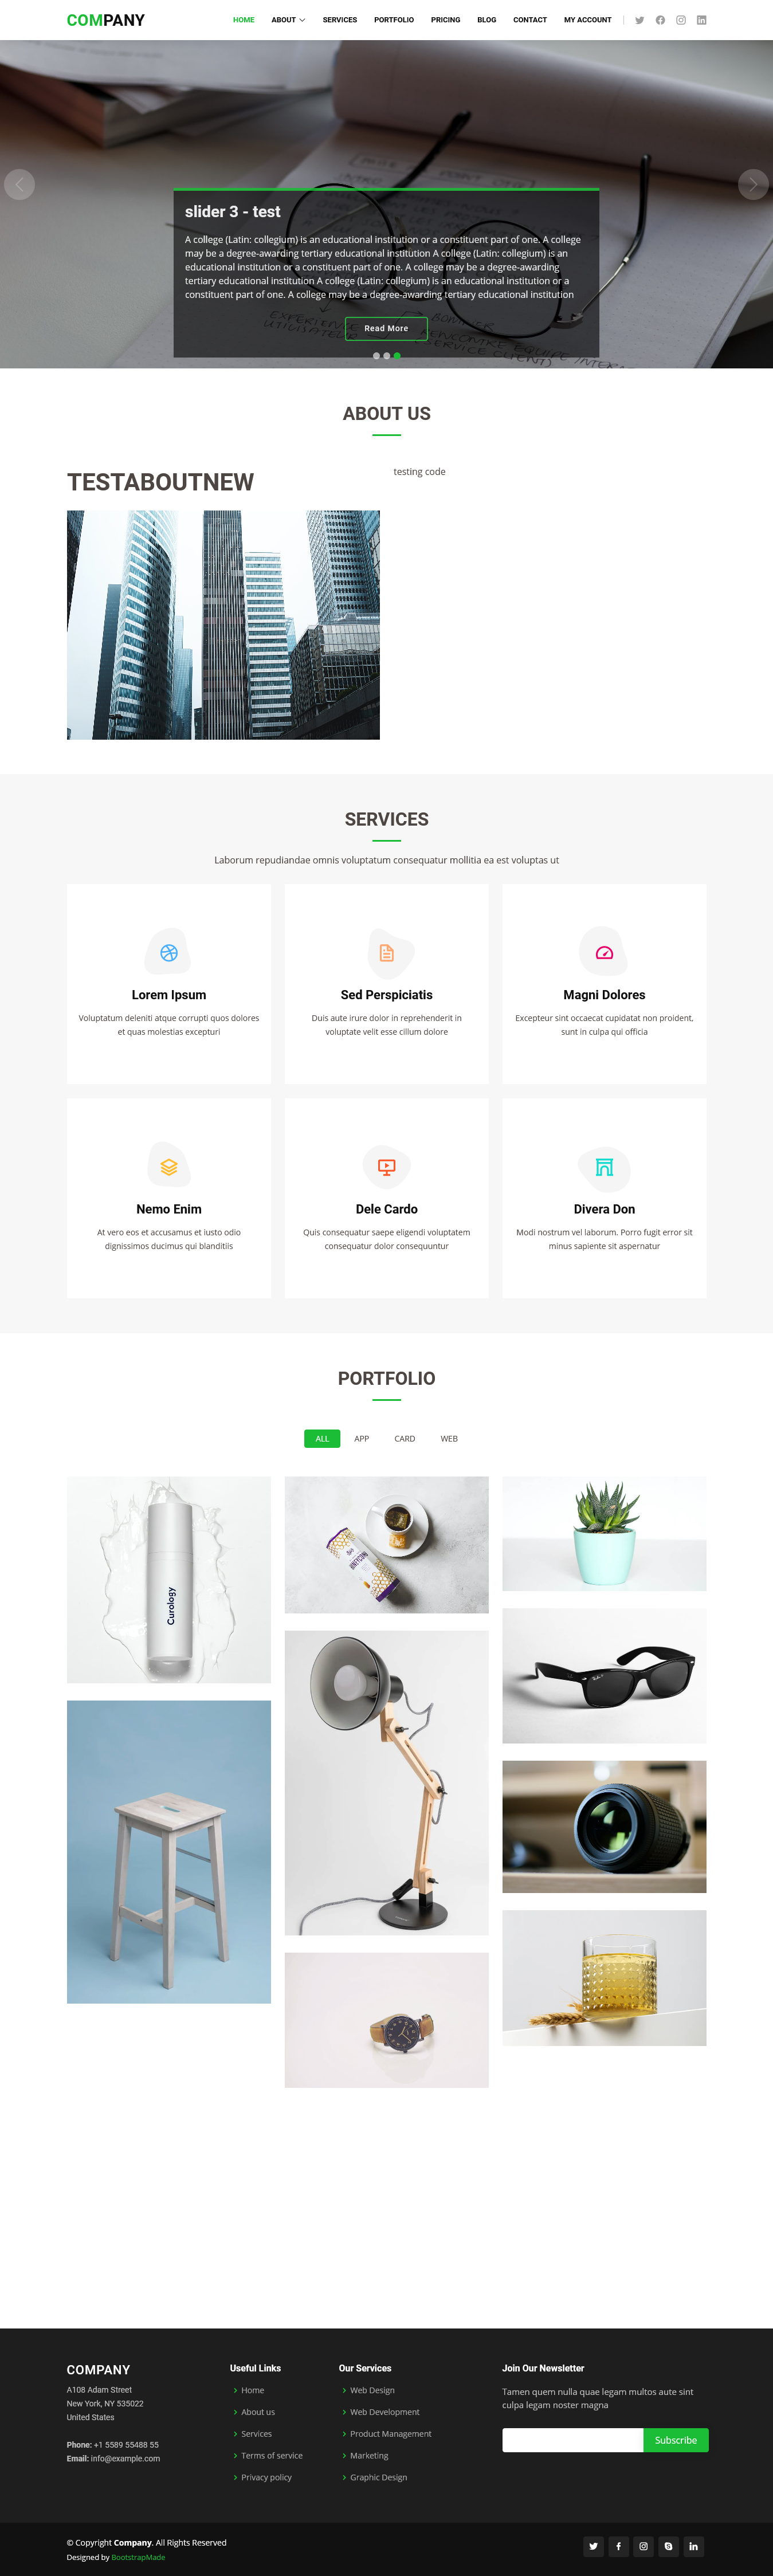 COMPANY
HOME ABOUT SERVICES PORTFOLIO PRICING BLOG CONTACT MY ACCOUNT
slider 3 - test
A college (Latin: collegium) is an educational institution or a constituent part of one. A college
may be a degree-awarding tertiary educational institution A college (Latin: collegium) is an
educational institution or a constituent part of one. A college may be a degree-awarding
tertiary educational institution A college (Latin: collegium) is an educational institution or a
constituent part of one. A college may be a degree-awarding tertiary educational institution
Read More
ABOUT US
TESTABOUTNEW
testing code
SERVICES
Laborum repudiandae omnis voluptatum consequatur mollitia ea est voluptas ut
Lorem Ipsum
Voluptatum deleniti atque corrupti quos dolores
et quas molestias excepturi
Sed Perspiciatis
Duis aute irure dolor in reprehenderit in
voluptate velit esse cillum dolore
Magni Dolores
Excepteur sint occaecat cupidatat non proident,
sunt in culpa qui officia
Nemo Enim
At vero eos et accusamus et iusto odio
dignissimos ducimus qui blanditiis
Dele Cardo
Quis consequatur saepe eligendi voluptatem
consequatur dolor consequuntur
Divera Don
Modi nostrum vel laborum. Porro fugit error sit
minus sapiente sit aspernatur
PORTFOLIO
ALL APP CARD WEB
Curology
COMPANY
A108 Adam Street
New York, NY 535022
United States
Phone: +1 5589 55488 55
Email: info@example.com
Useful Links
Home
About us
Services
Terms of service
Privacy policy
Our Services
Web Design
Web Development
Product Management
Marketing
Graphic Design
Join Our Newsletter
Tamen quem nulla quae legam multos aute sint
culpa legam noster magna
Subscribe
© Copyright Company. All Rights Reserved
Designed by BootstrapMade